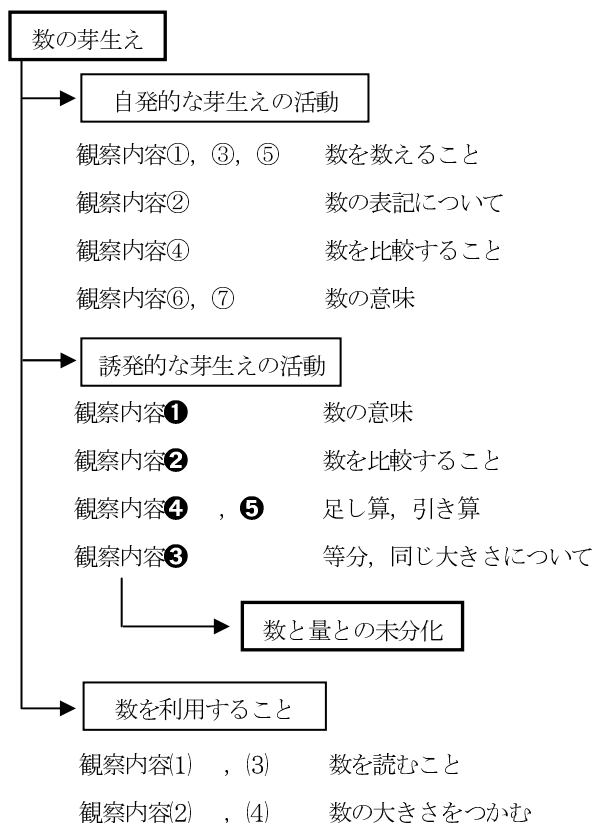 数の芽生え
自発的な芽生えの活動
観察内容①，③，⑤　数を数えること
観察内容②　数の表記について
観察内容④　数を比較すること
観察内容⑥，⑦　数の意味
誘発的な芽生えの活動
観察内容❶　数の意味
観察内容❷　数を比較すること
観察内容❹　，❺　足し算，引き算
観察内容❸　等分，同じ大きさについて
数と量との未分化
数を利用すること
観察内容⑴　，⑶　数を読むこと
観察内容⑵　，⑷　数の大きさをつかむ